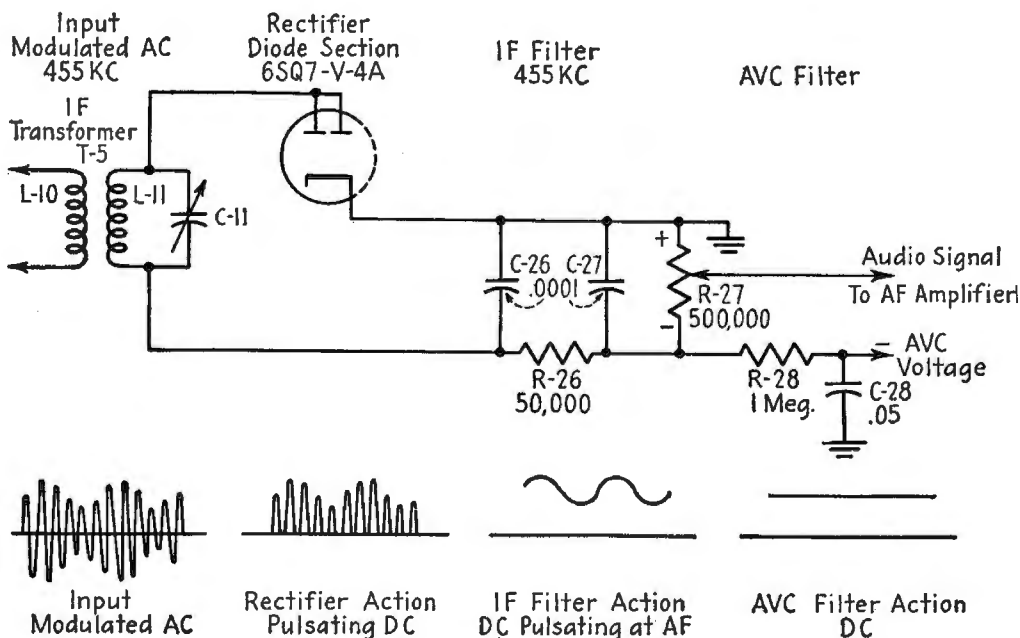 Input
Modulated AC
455 KC
Rectifier
Diode Section
6SQ7-V-4A
IF Filter
455 KC
AVC Filter
IF
Transformer
T-5
L-10
L-11
C-11
C-26
C-27
.0001
+
R-27
500,000
−
Audio Signal
To AF Amplifier
R-26
50,000
R-28
1 Meg.
−
AVC
Voltage
C-28
.05
Input
Modulated AC
Rectifier Action
Pulsating DC
IF Filter Action
DC Pulsating at AF
AVC Filter Action
DC